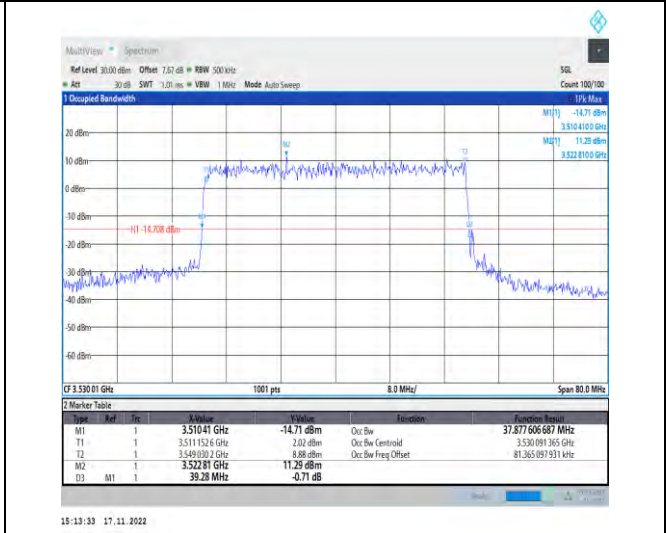 MultiView Spectrum
Ref Level 30.00 dBm Offset 7.67 dB RBW 500 kHz SGL
Att 30 dB SWT 1.01 ms VBW 1 MHz Mode Auto Sweep Count 100/100
1 Occupied Bandwidth 1Pk Max
M1[1] -14.71 dBm
3.510 410 0 GHz
11.29 dBm
3.522 810 0 GHz
20 dBm
M2
10 dBm
0 dBm
-10 dBm
H1 -14.708 dBm
-20 dBm
-30 dBm
-40 dBm
-50 dBm
-60 dBm
CF 3.530 01 GHz 1001 pts 8.0 MHz/ Span 80.0 MHz
2 Marker Table
Type Ref Trc X-Value Y-Value Function Function Result
M1 1 3.510 41 GHz -14.71 dBm Occ Bw 37.877 606 687 MHz
T1 1 3.511 152 6 GHz 2.02 dBm Occ Bw Centroid 3.530 091 365 GHz
T2 1 3.549 030 2 GHz 8.88 dBm Occ Bw Freq Offset 81.365 097 931 kHz
M2 1 3.522 81 GHz 11.29 dBm
D3 M1 1 39.28 MHz -0.71 dB
15:13:33 17.11.2022